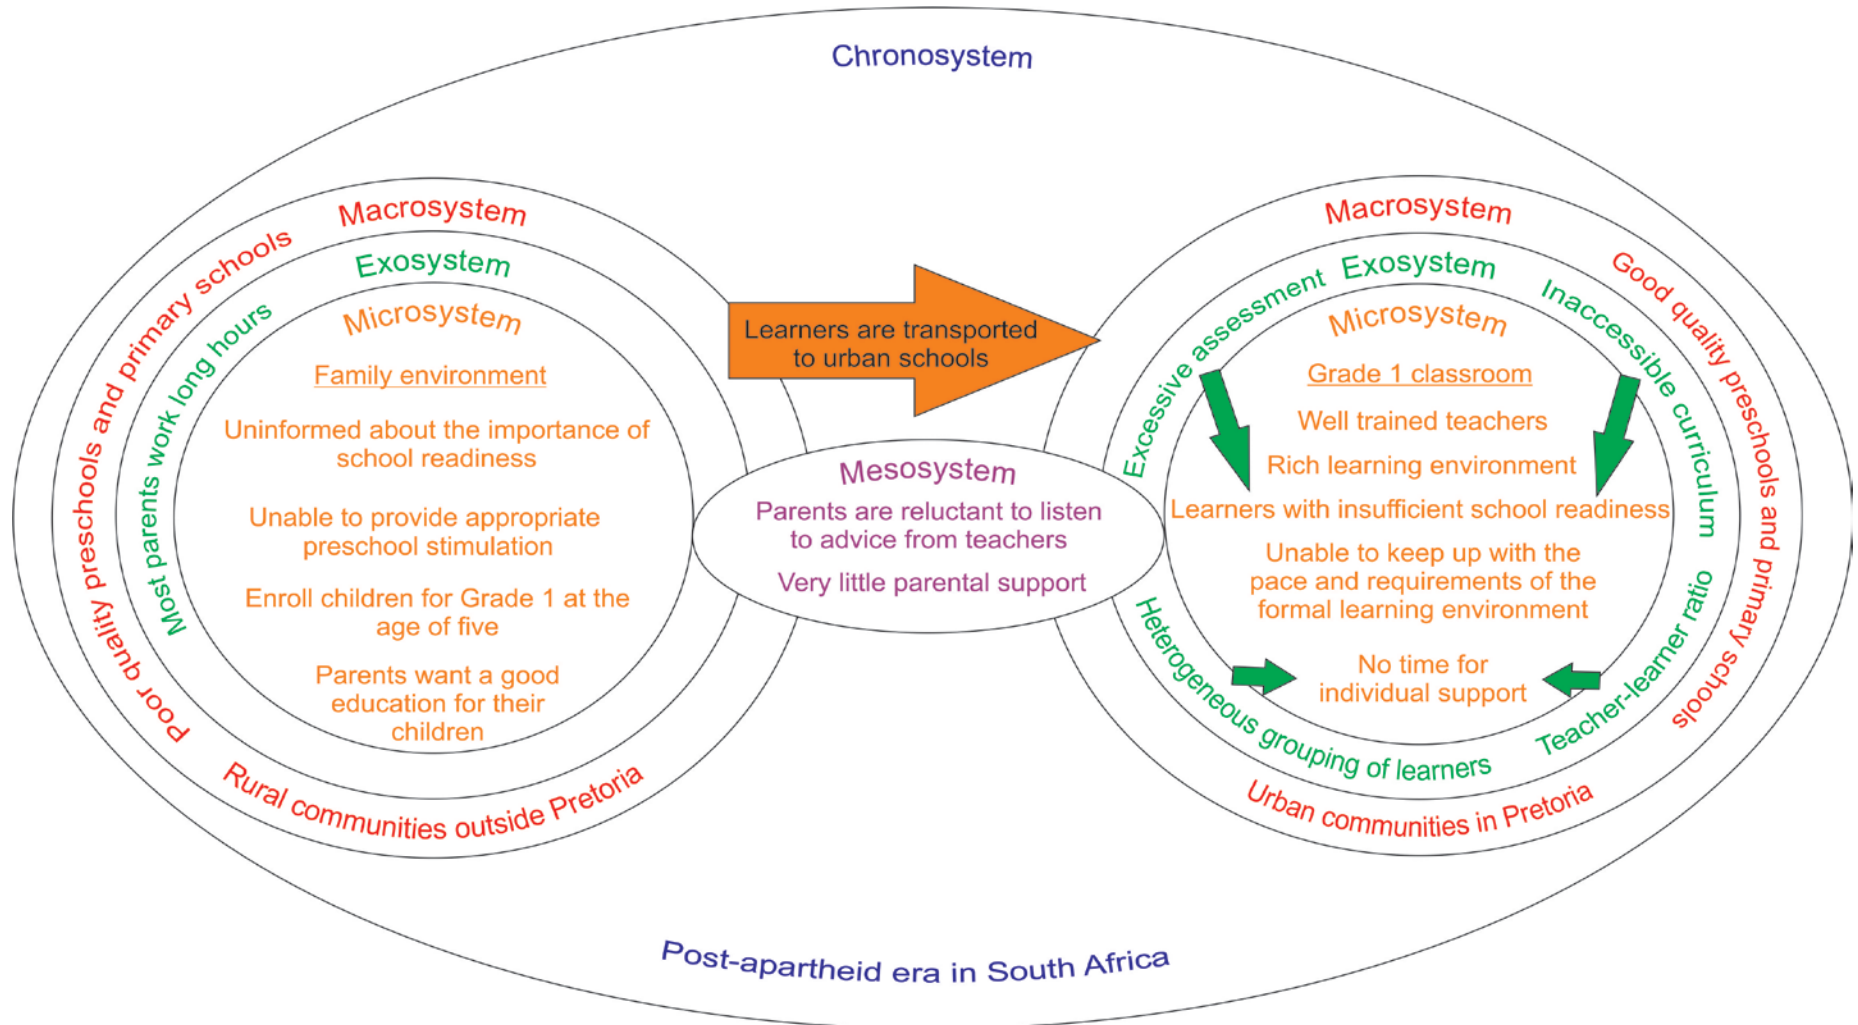 Chronosystem
Macrosystem
Poor quality preschools and primary schools
Rural communities outside Pretoria
Exosystem
Most parents work long hours
Microsystem
Family environment
Uninformed about the importance of
school readiness
Unable to provide appropriate
preschool stimulation
Enroll children for Grade 1 at the
age of five
Parents want a good
education for their
children
Learners are transported
to urban schools
Mesosystem
Parents are reluctant to listen
to advice from teachers
Very little parental support
Macrosystem
Good quality preschools and primary schools
Urban communities in Pretoria
Exosystem
Excessive assessment
Inaccessible curriculum
Heterogeneous grouping of learners
Teacher-learner ratio
Microsystem
Grade 1 classroom
Well trained teachers
Rich learning environment
Learners with insufficient school readiness
Unable to keep up with the
pace and requirements of the
formal learning environment
No time for
individual support
Post-apartheid era in South Africa